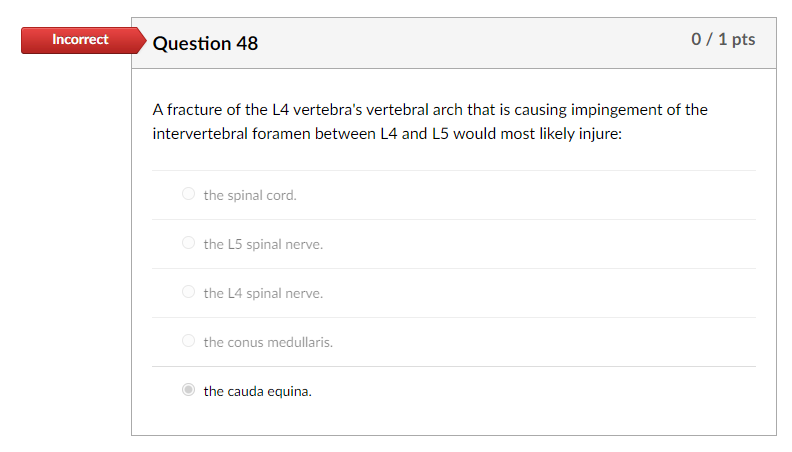 Incorrect
Question 48
0 / 1 pts
A fracture of the L4 vertebra's vertebral arch that is causing impingement of the
intervertebral foramen between L4 and L5 would most likely injure:
the spinal cord.
the L5 spinal nerve.
the L4 spinal nerve.
the conus medullaris.
the cauda equina.